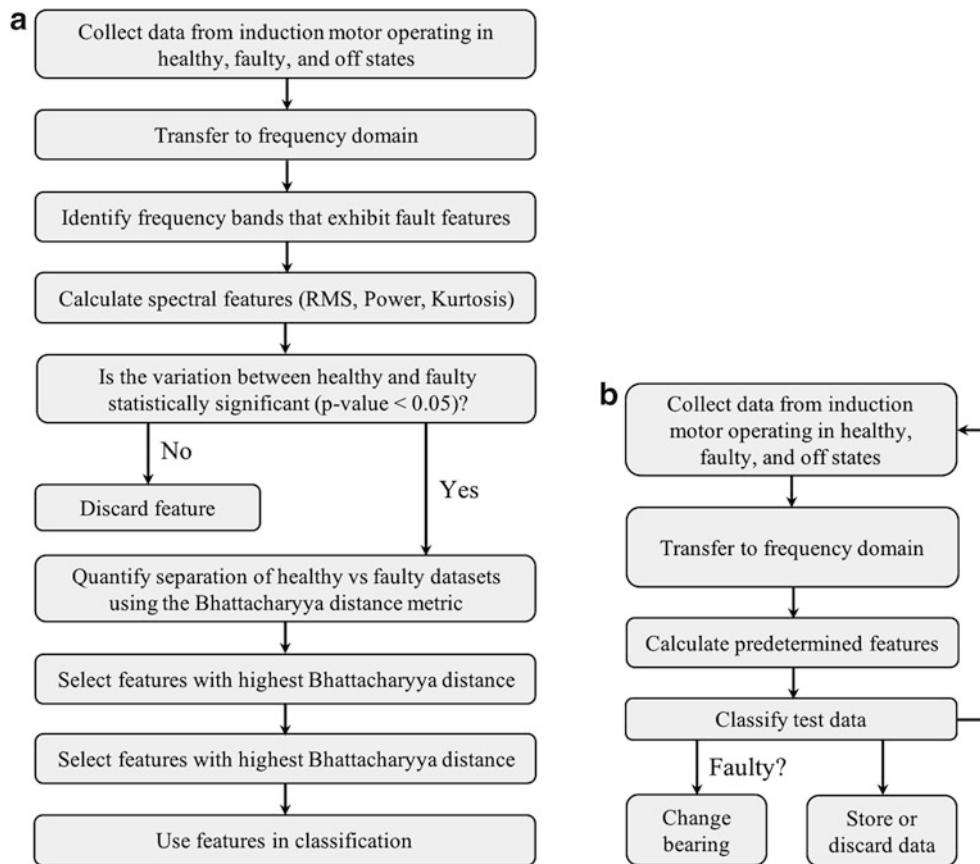 a
Collect data from induction motor operating in
healthy, faulty, and off states
Transfer to frequency domain
Identify frequency bands that exhibit fault features
Calculate spectral features (RMS, Power, Kurtosis)
Is the variation between healthy and faulty
statistically significant (p-value < 0.05)?
No
Yes
Discard feature
Quantify separation of healthy vs faulty datasets
using the Bhattacharyya distance metric
Select features with highest Bhattacharyya distance
Select features with highest Bhattacharyya distance
Use features in classification
b
Collect data from induction
motor operating in healthy,
faulty, and off states
Transfer to frequency domain
Calculate predetermined features
Classify test data
Faulty?
Change
bearing
Store or
discard data